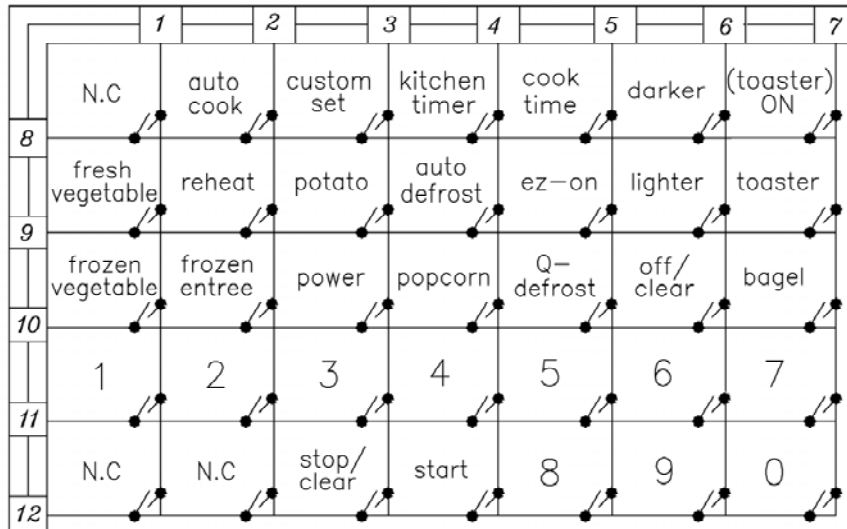 1 2 3 4 5 6 7
N.C auto cook custom set kitchen timer cook time darker (toaster) ON
8
fresh vegetable reheat potato auto defrost ez-on lighter toaster
9
frozen vegetable frozen entree power popcorn Q-defrost off/clear bagel
10
1 2 3 4 5 6 7
11
N.C N.C stop/clear start 8 9 0
12